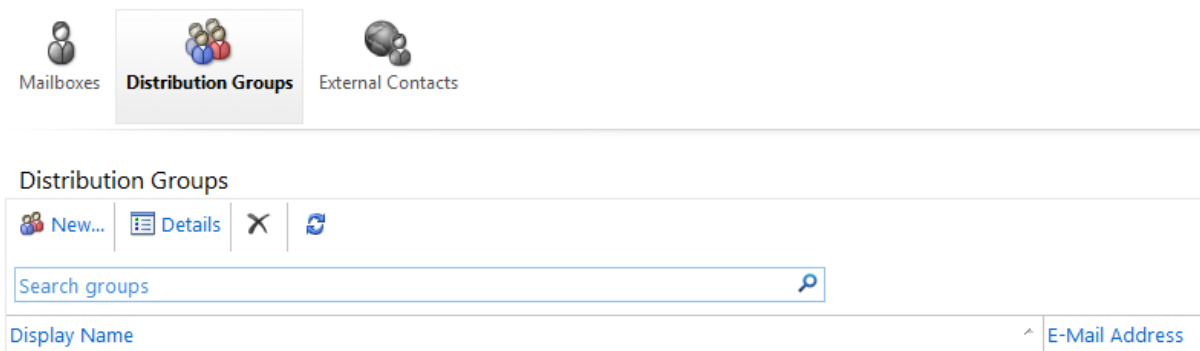 Mailboxes Distribution Groups External Contacts
Distribution Groups
New... Details
Search groups
Display Name E-Mail Address